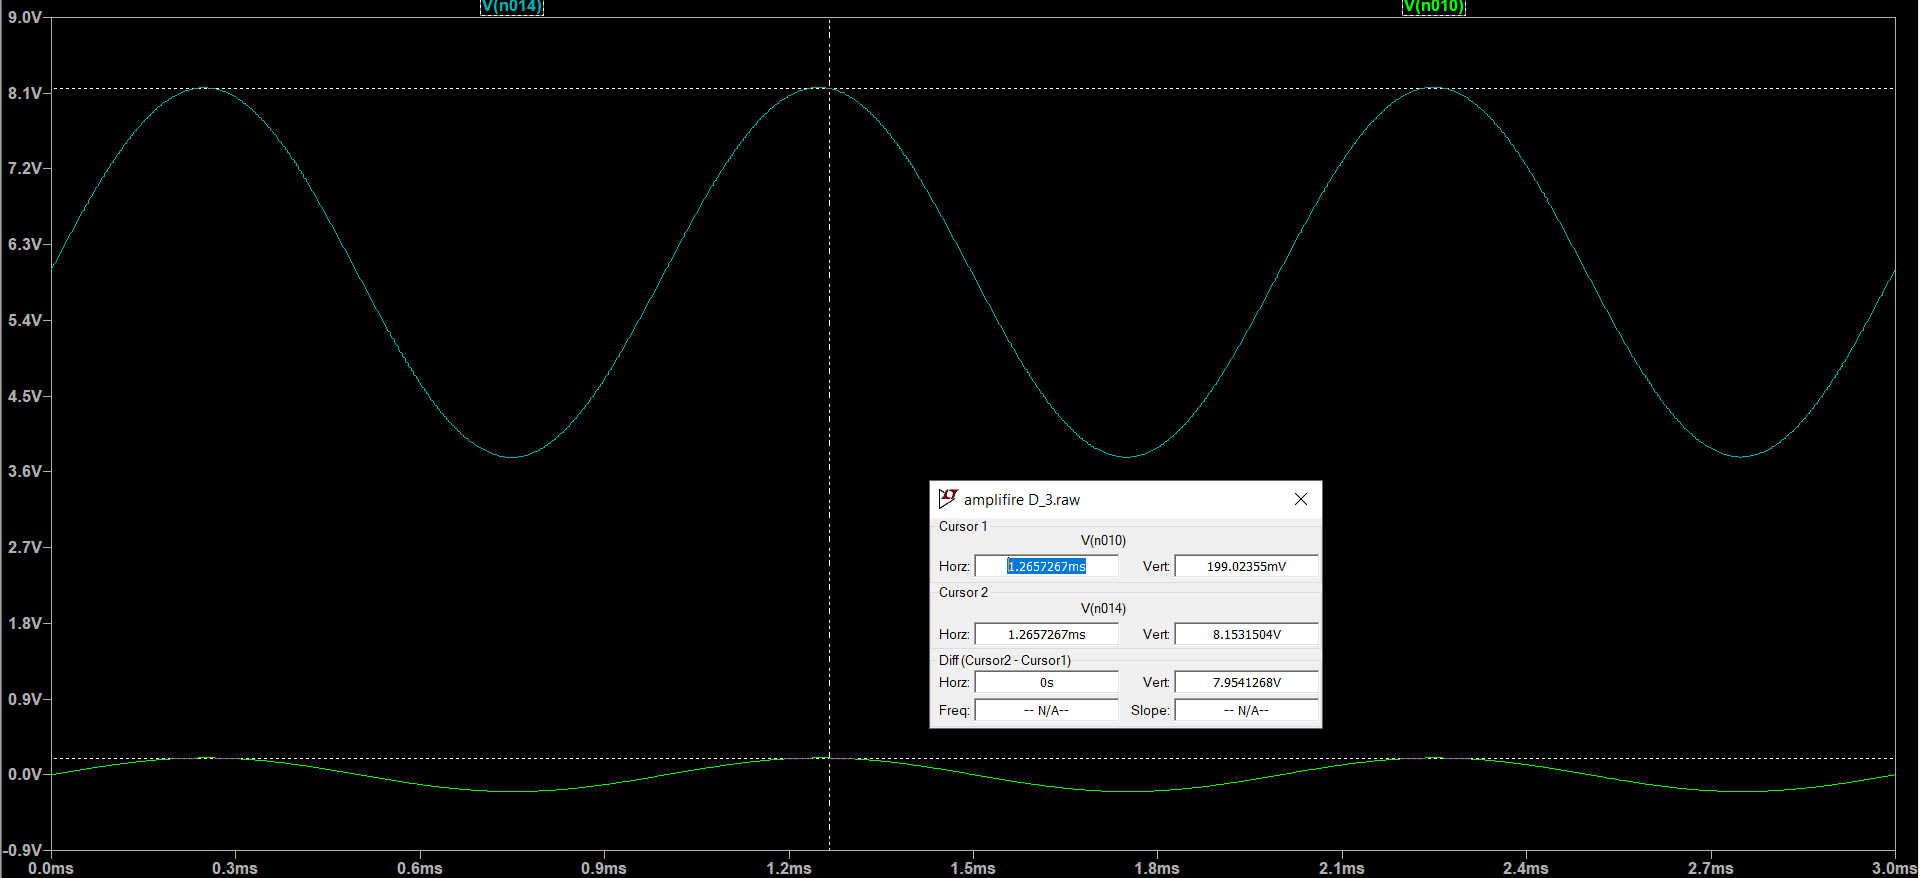 V(n014) V(n010)
9.0V
8.1V
7.2V
6.3V
5.4V
4.5V
3.6V
2.7V
1.8V
0.9V
0.0V
-0.9V
0.0ms 0.3ms 0.6ms 0.9ms 1.2ms 1.5ms 1.8ms 2.1ms 2.4ms 2.7ms 3.0ms
amplifire D_3.raw
Cursor 1
V(n010)
Horz: 1.2657267ms Vert: 199.02355mV
Cursor 2
V(n014)
Horz: 1.2657267ms Vert: 8.1531504V
Diff (Cursor2 - Cursor1)
Horz: 0s Vert: 7.9541268V
Freq: -- N/A-- Slope: -- N/A--